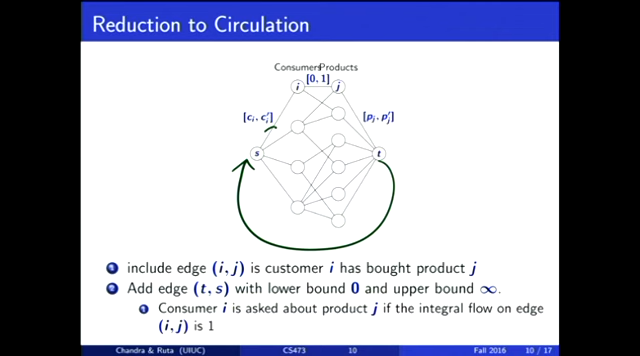 Reduction to Circulation
ConsumersProducts
[0, 1]
i
j
[c_i, c'_i]
[p_j, p'_j]
s
t
1 include edge (i, j) is customer i has bought product j
2 Add edge (t, s) with lower bound 0 and upper bound ∞.
1 Consumer i is asked about product j if the integral flow on edge
(i, j) is 1
Chandra & Ruta (UIUC) CS473 10 Fall 2016 10 / 17